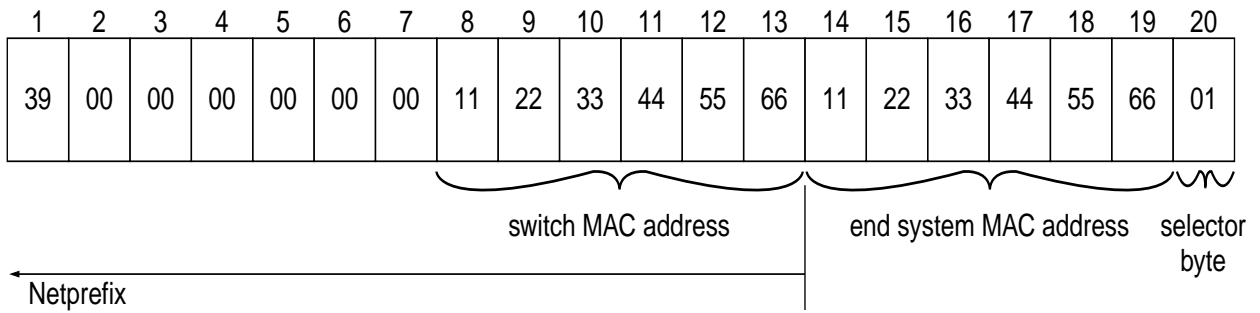 1 2 3 4 5 6 7 8 9 10 11 12 13 14 15 16 17 18 19 20
39 00 00 00 00 00 00 11 22 33 44 55 66 11 22 33 44 55 66 01
switch MAC address end system MAC address selector
byte
Netprefix